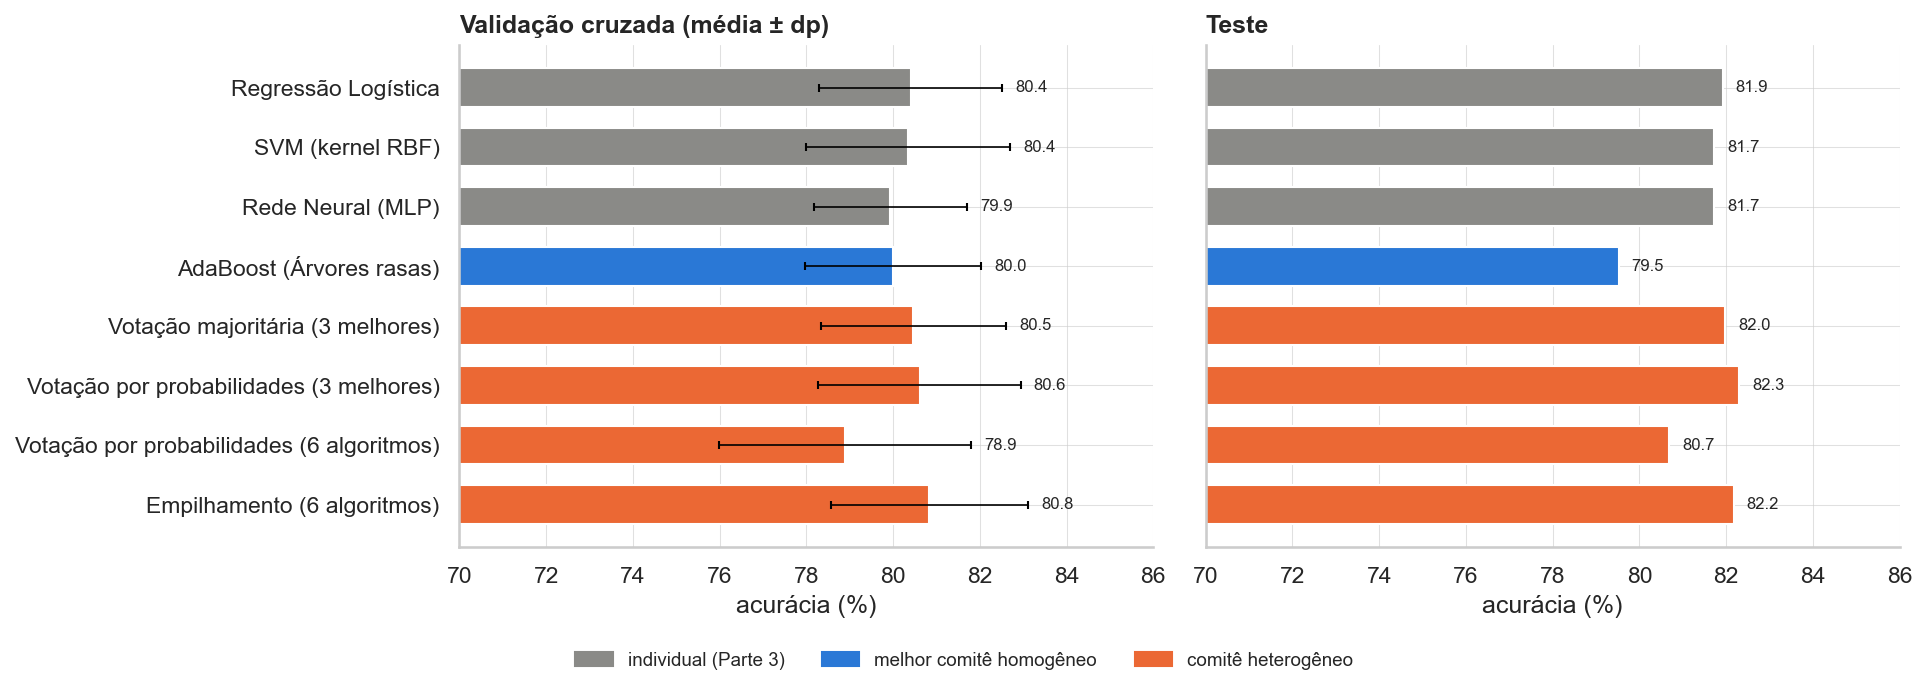 Validação cruzada (média ± dp)
Teste
Regressão Logística
80.4
81.9
SVM (kernel RBF)
80.4
81.7
Rede Neural (MLP)
79.9
81.7
AdaBoost (Árvores rasas)
80.0
79.5
Votação majoritária (3 melhores)
80.5
82.0
Votação por probabilidades (3 melhores)
80.6
82.3
Votação por probabilidades (6 algoritmos)
78.9
80.7
Empilhamento (6 algoritmos)
80.8
82.2
70 72 74 76 78 80 82 84 86
70 72 74 76 78 80 82 84 86
acurácia (%)
acurácia (%)
individual (Parte 3)
melhor comitê homogêneo
comitê heterogêneo